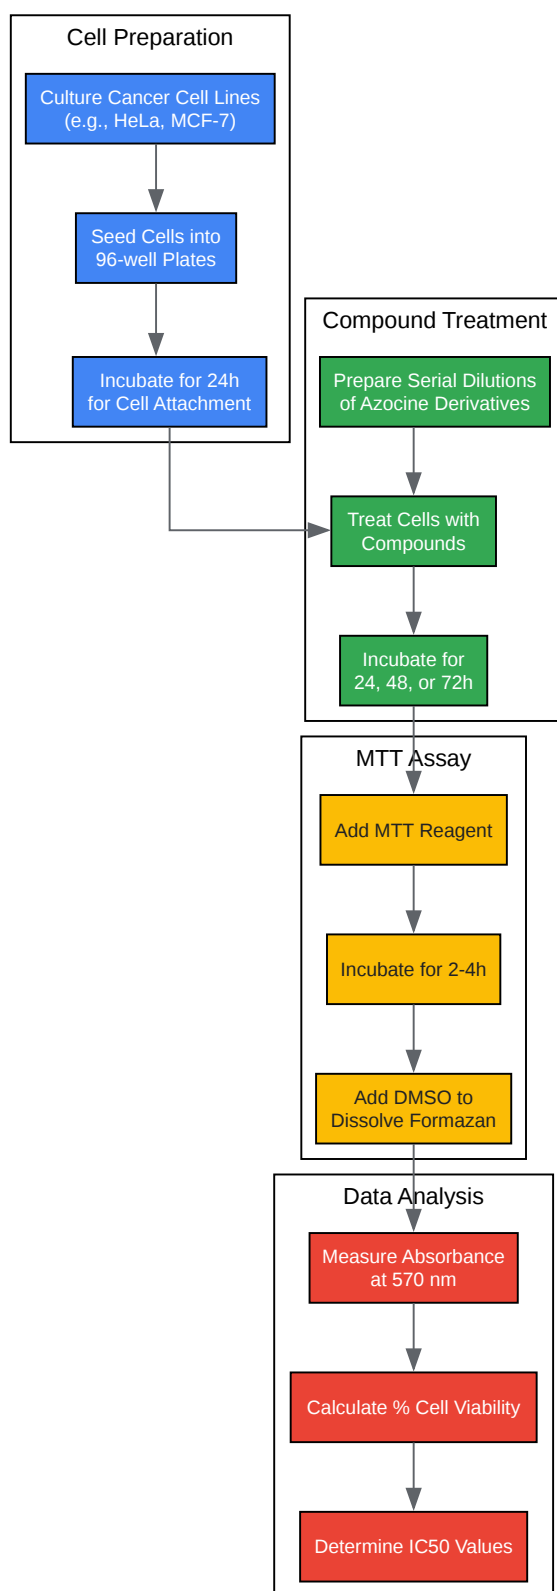 Cell Preparation
Culture Cancer Cell Lines
(e.g., HeLa, MCF-7)
Seed Cells into
96-well Plates
Incubate for 24h
for Cell Attachment
Compound Treatment
Prepare Serial Dilutions
of Azocine Derivatives
Treat Cells with
Compounds
Incubate for
24, 48, or 72h
MTT Assay
Add MTT Reagent
Incubate for 2-4h
Add DMSO to
Dissolve Formazan
Data Analysis
Measure Absorbance
at 570 nm
Calculate % Cell Viability
Determine IC50 Values